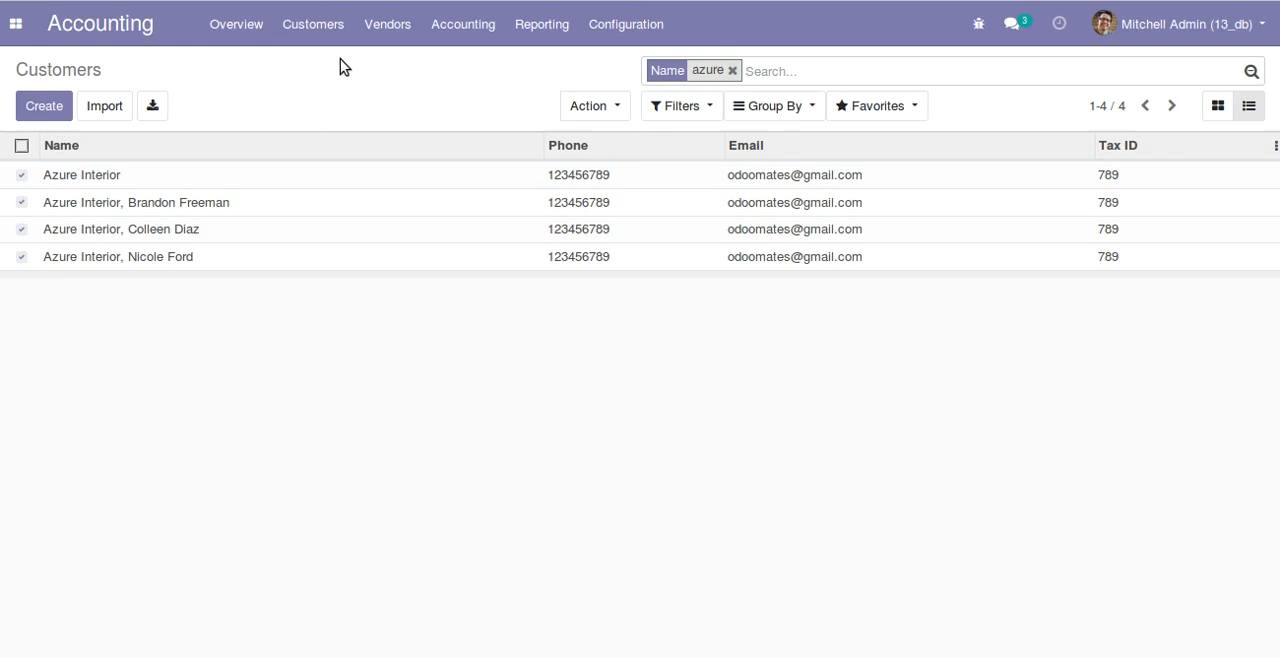 Accounting Overview Customers Vendors Accounting Reporting Configuration 3 Mitchell Admin (13_db)
Customers Name azure Search...
Create Import Action Filters Group By Favorites 1-4 / 4
Name Phone Email Tax ID
Azure Interior 123456789 odoomates@gmail.com 789
Azure Interior, Brandon Freeman 123456789 odoomates@gmail.com 789
Azure Interior, Colleen Diaz 123456789 odoomates@gmail.com 789
Azure Interior, Nicole Ford 123456789 odoomates@gmail.com 789